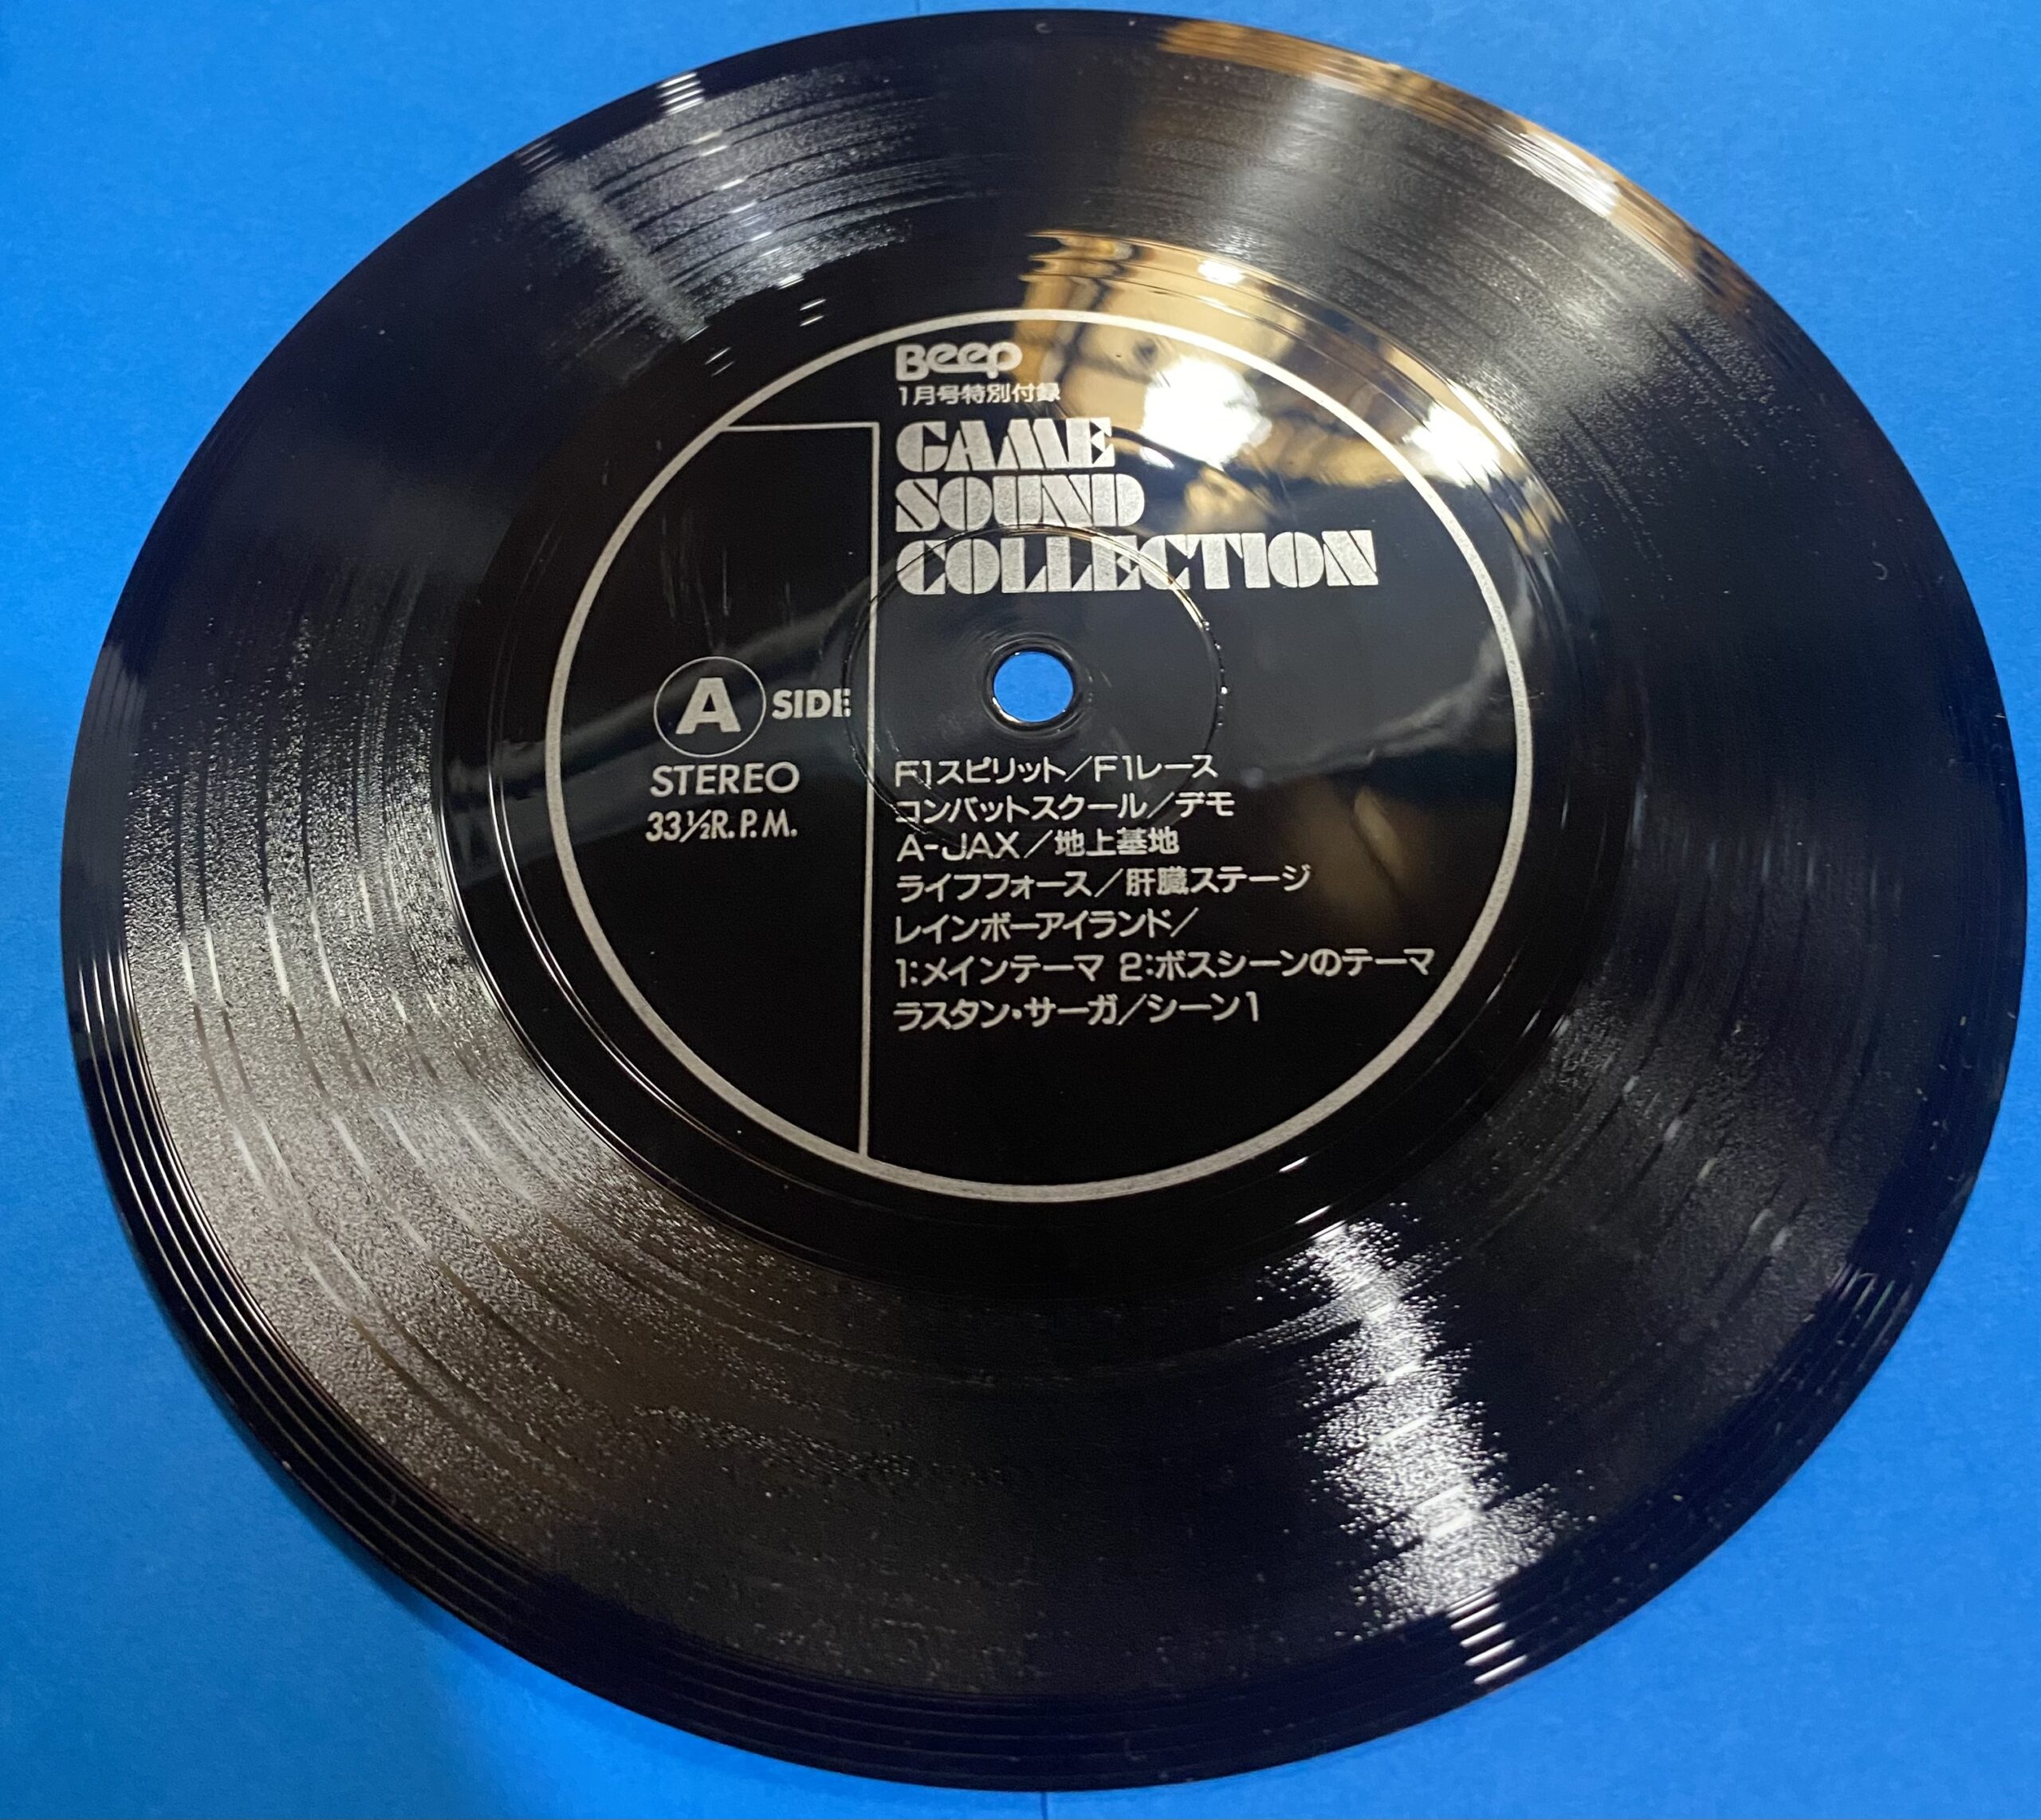 Beep
1月号特別付録
GAME
SOUND
COLLECTION
A SIDE
STEREO
33½R.P.M.
F1スピリット／F1レース
コンバットスクール／デモ
A-JAX／地上基地
ライフフォース／肝臓ステージ
レインボーアイランド／
1:メインテーマ 2:ボスシーンのテーマ
ラスタン・サーガ／シーン1